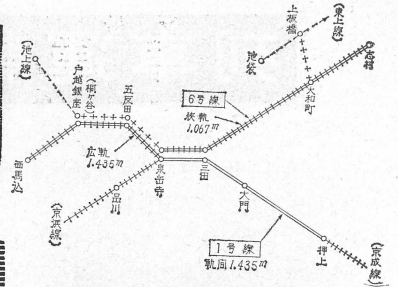 上板橋
(東上線)
池袋
志村
大和町
6号線
狭軌
1.067m
(池上線)
戸越銀座
(桐ヶ谷)
五反田
広軌
1.435m
西馬込
泉岳寺
三田
品川
(京浜線)
大門
1号線
軌間1.435m
押上
(京成線)